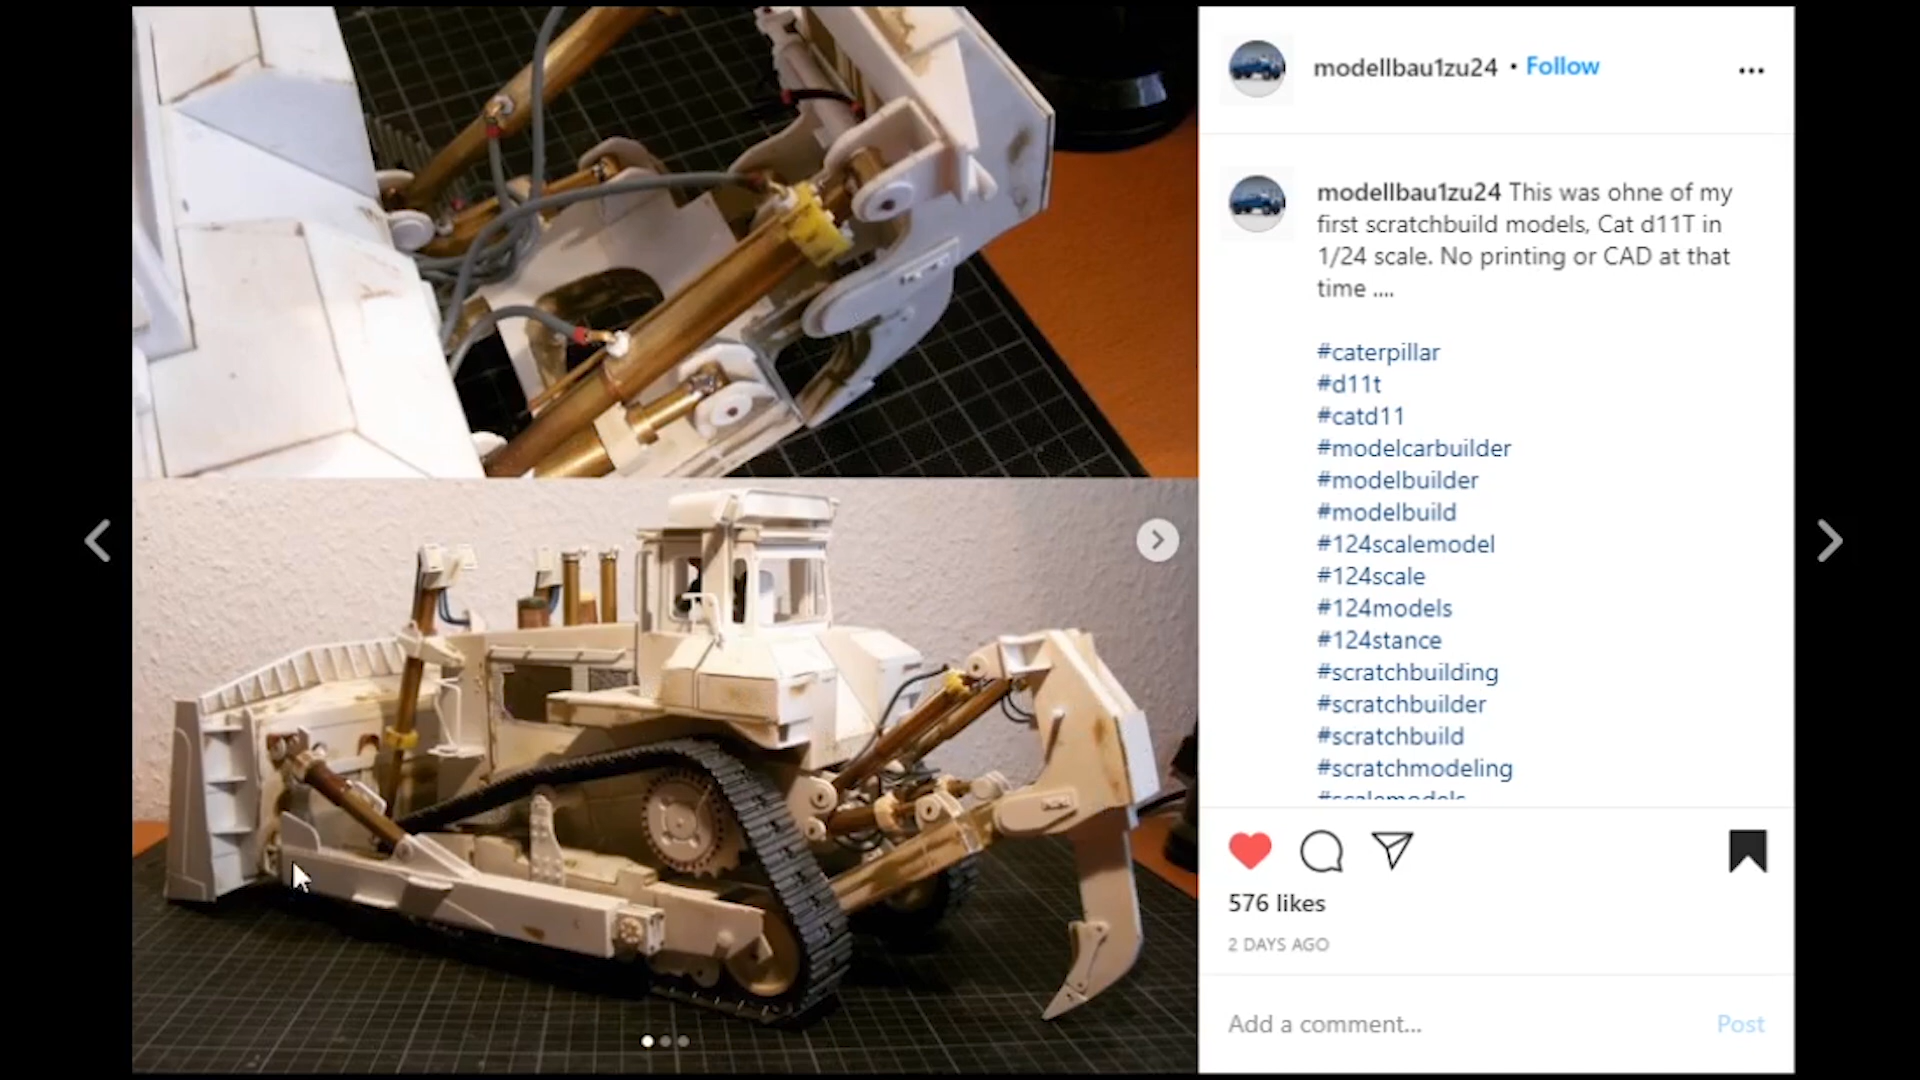 modellbau1zu24 • Follow
modellbau1zu24 This was ohne of my
first scratchbuild models, Cat d11T in
1/24 scale. No printing or CAD at that
time ....
#caterpillar
#d11t
#catd11
#modelcarbuilder
#modelbuilder
#modelbuild
#124scalemodel
#124scale
#124models
#124stance
#scratchbuilding
#scratchbuilder
#scratchbuild
#scratchmodeling
#scalemodels
576 likes
2 DAYS AGO
Add a comment... Post